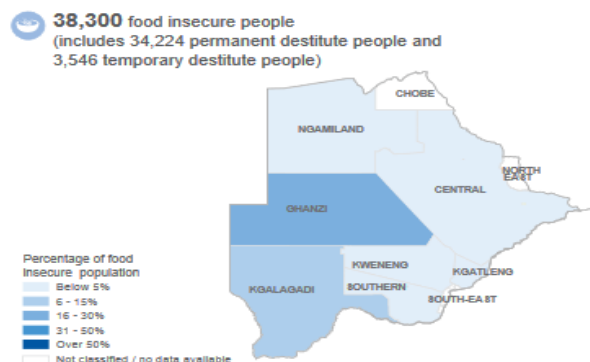 38,300 food insecure people
(includes 34,224 permanent destitute people and
3,546 temporary destitute people)
CHOBE
NGAMILAND
NORTH
EAST
CENTRAL
GHANZI
KWENENG
KGATLENG
KGALAGADI
SOUTHERN
SOUTH-EAST
Percentage of food
insecure population
Below 5%
6 - 15%
16 - 30%
31 - 50%
Over 50%
Not classified / no data available